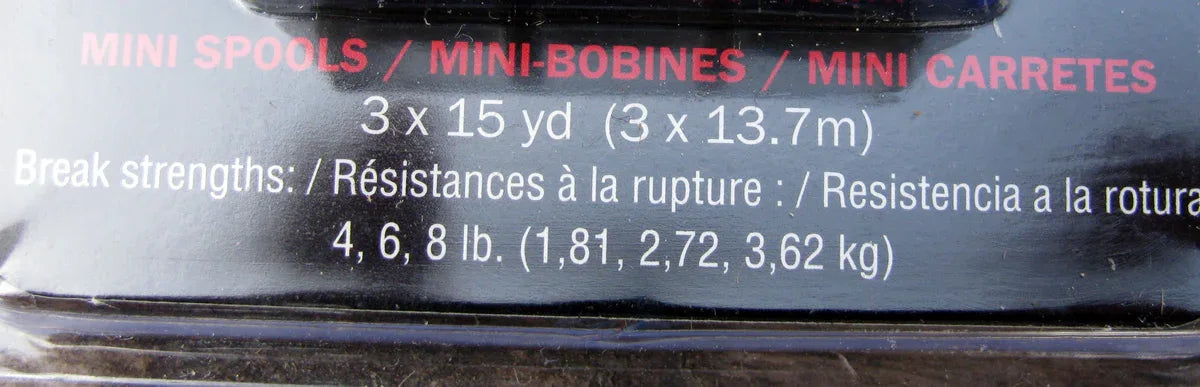 MINI SPOOLS / MINI-BOBINES / MINI CARRETES
3 x 15 yd (3 x 13.7m)
Break strengths: / Résistances à la rupture : / Resistencia a la rotura
4, 6, 8 lb. (1,81, 2,72, 3,62 kg)